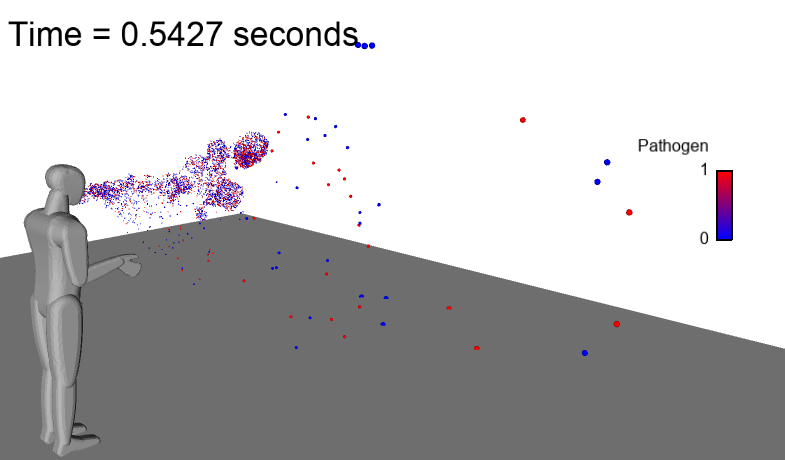 Time = 0.5427 seconds
Pathogen
1
0